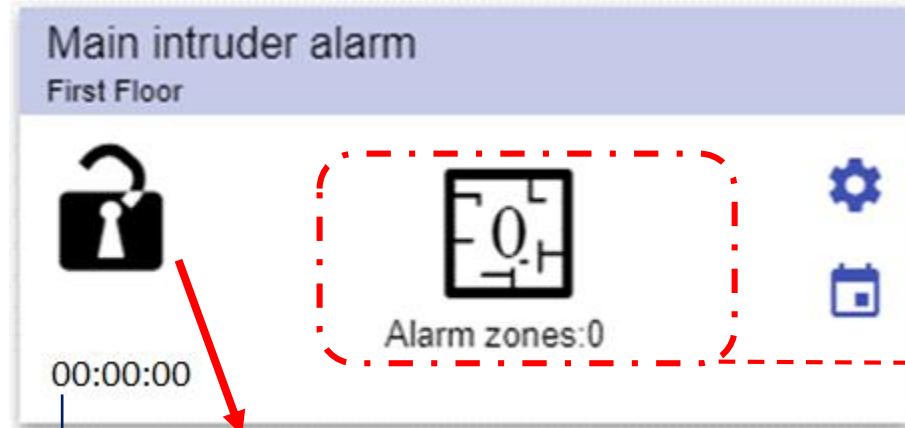 Main intruder alarm
First Floor
0
Alarm zones:0
00:00:00